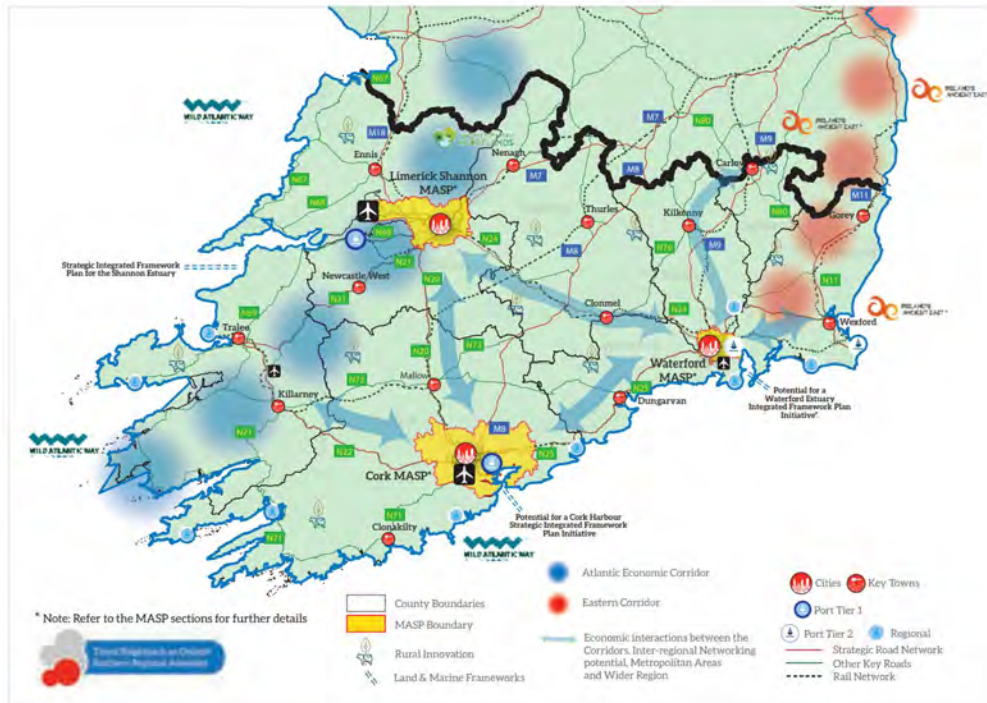 N67
WILD ATLANTIC WAY
IRELAND'S
ANCIENT EAST
IRELAND'S
ANCIENT EAST
M7
N80
M9
M18
Ennis
Nenagh
Carlow
Limerick Shannon
MASP*
M7
M8
N67
N68
M11
Gorey
N80
Thurles
Kilkenny
N69
N24
M8
N76
M9
Strategic Integrated Framework
Plan for the Shannon Estuary
N21
N20
Newcastle West
N21
N11
Clonmel
N24
IRELAND'S
ANCIENT EAST
Wexford
N69
Tralee
N20
N73
Waterford
MASP*
N72
Mallow
N25
Dungarvan
Potential for a
Waterford Estuary
Integrated Framework Plan
Initiative*.
Killarney
WILD ATLANTIC WAY
N21
N22
M8
N25
Cork MASP*
Potential for a Cork Harbour
Strategic Integrated Framework
Plan Initiative
N71
Clonakilty
N71
WILD ATLANTIC WAY
* Note: Refer to the MASP sections for further details
County Boundaries
MASP Boundary
Rural Innovation
Land & Marine Frameworks
Atlantic Economic Corridor
Eastern Corridor
Economic interactions between the
Corridors, Inter-regional Networking
potential, Metropolitan Areas
and Wider Region
Cities
Key Towns
Port Tier 1
Port Tier 2
Regional
Strategic Road Network
Other Key Roads
Rail Network